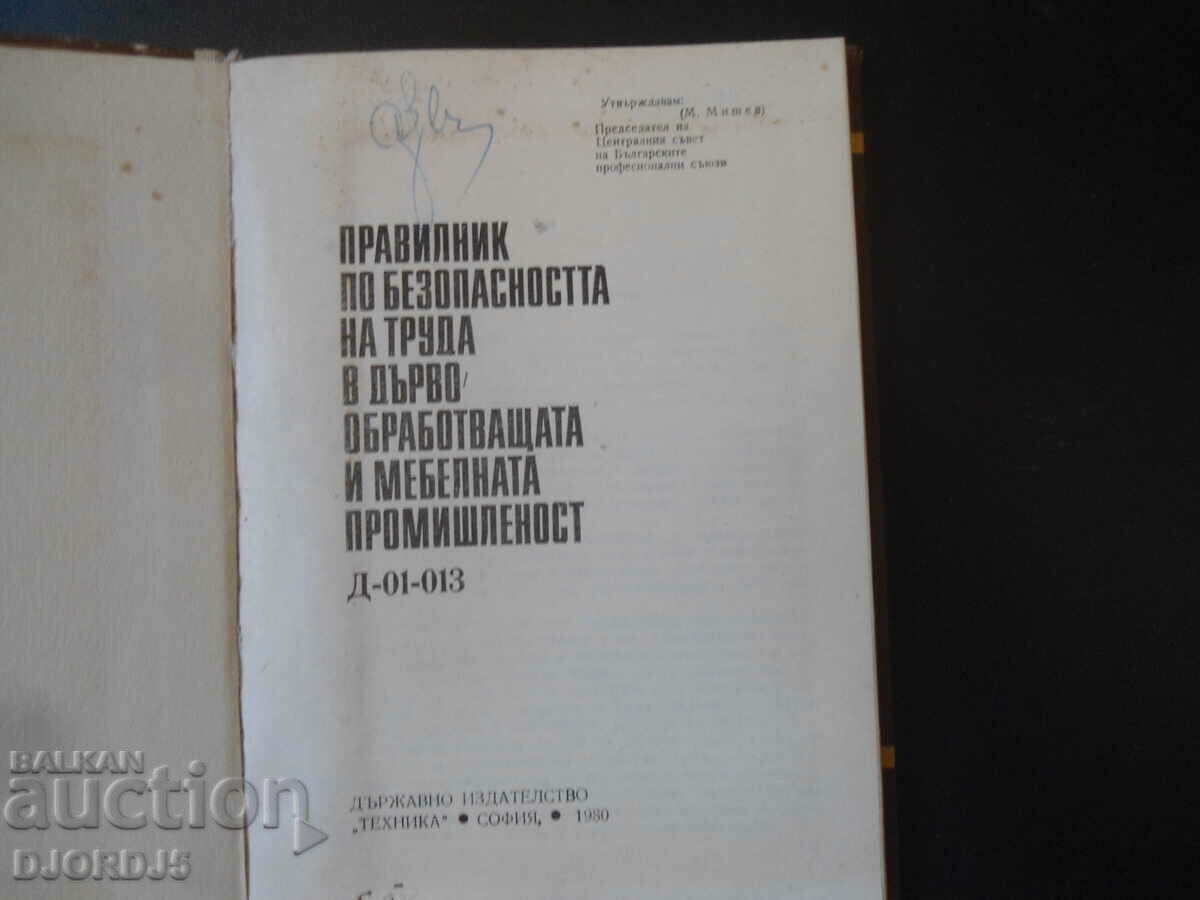 Утвърждавам:
(М. Мишев)
Председател на
Централния съвет
на Българските
професионални съюзи
ПРАВИЛНИК
ПО БЕЗОПАСНОСТТА
НА ТРУДА
В ДЪРВО/
ОБРАБОТВАЩАТА
И МЕБЕЛНАТА
ПРОМИШЛЕНОСТ
Д-01-013
ДЪРЖАВНО ИЗДАТЕЛСТВО
„ТЕХНИКА" • СОФИЯ, • 1980
BALKAN
auction
DJORDJ5